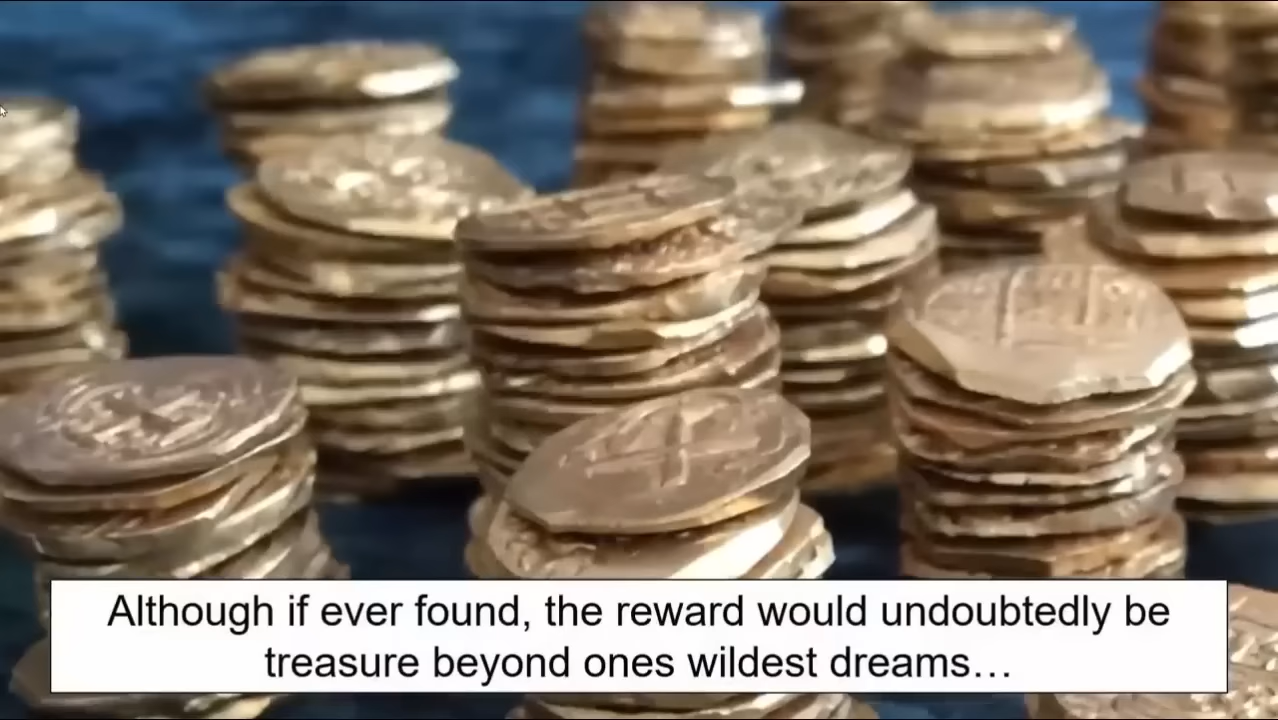 Although if ever found, the reward would undoubtedly be
treasure beyond ones wildest dreams…